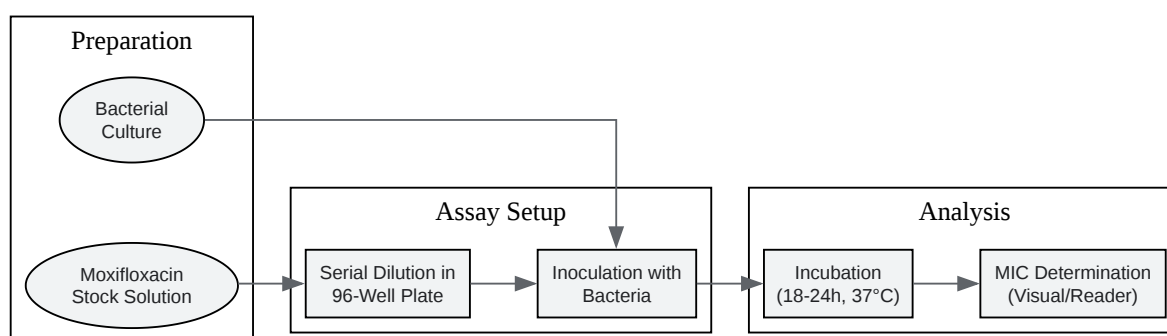 Preparation
Bacterial
Culture
Moxifloxacin
Stock Solution
Assay Setup
Serial Dilution in
96-Well Plate
Inoculation with
Bacteria
Analysis
Incubation
(18-24h, 37°C)
MIC Determination
(Visual/Reader)